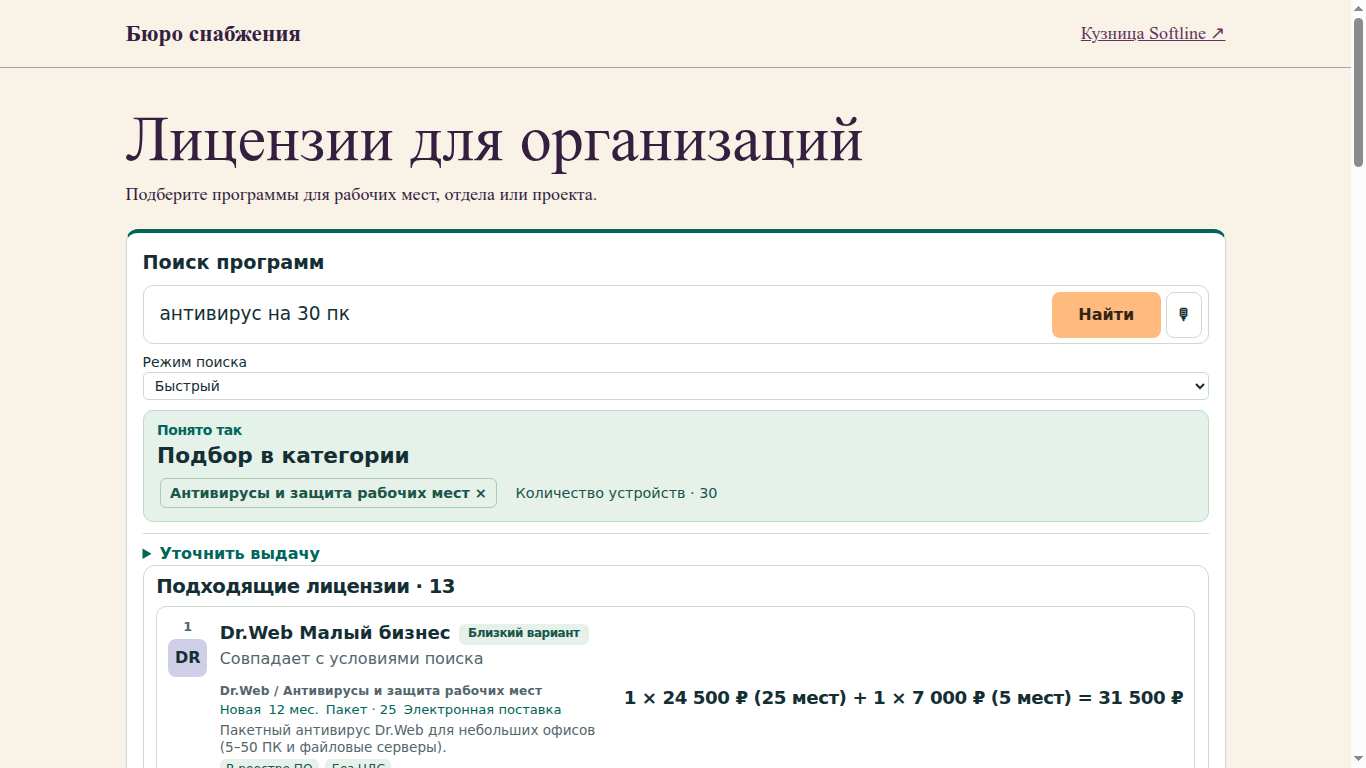 Бюро снабжения
Кузница Softline ↗
Лицензии для организаций
Подберите программы для рабочих мест, отдела или проекта.
Поиск программ
антивирус на 30 пк
Найти
Режим поиска
Быстрый
Понято так
Подбор в категории
Антивирусы и защита рабочих мест ×
Количество устройств · 30
Уточнить выдачу
Подходящие лицензии · 13
1
DR
Dr.Web Малый бизнес
Близкий вариант
Совпадает с условиями поиска
Dr.Web / Антивирусы и защита рабочих мест
Новая 12 мес. Пакет · 25 Электронная поставка
1 × 24 500 ₽ (25 мест) + 1 × 7 000 ₽ (5 мест) = 31 500 ₽
Пакетный антивирус Dr.Web для небольших офисов
(5–50 ПК и файловые серверы).
В реестре ПО
Без НДС